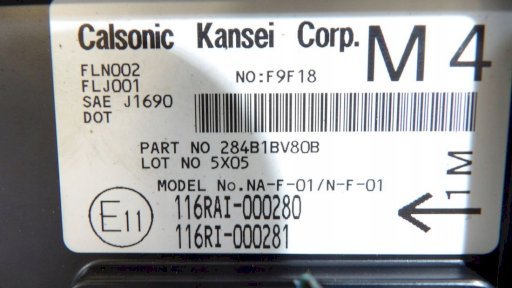 Calsonic Kansei Corp. M4
FLN002 NO:F9F18
FLJ001
SAE J1690
DOT
PART NO 284B1BV80B
LOT NO 5X05
MODEL No.NA-F-01/N-F-01
1M
E11
116RAI-000280
116RI-000281